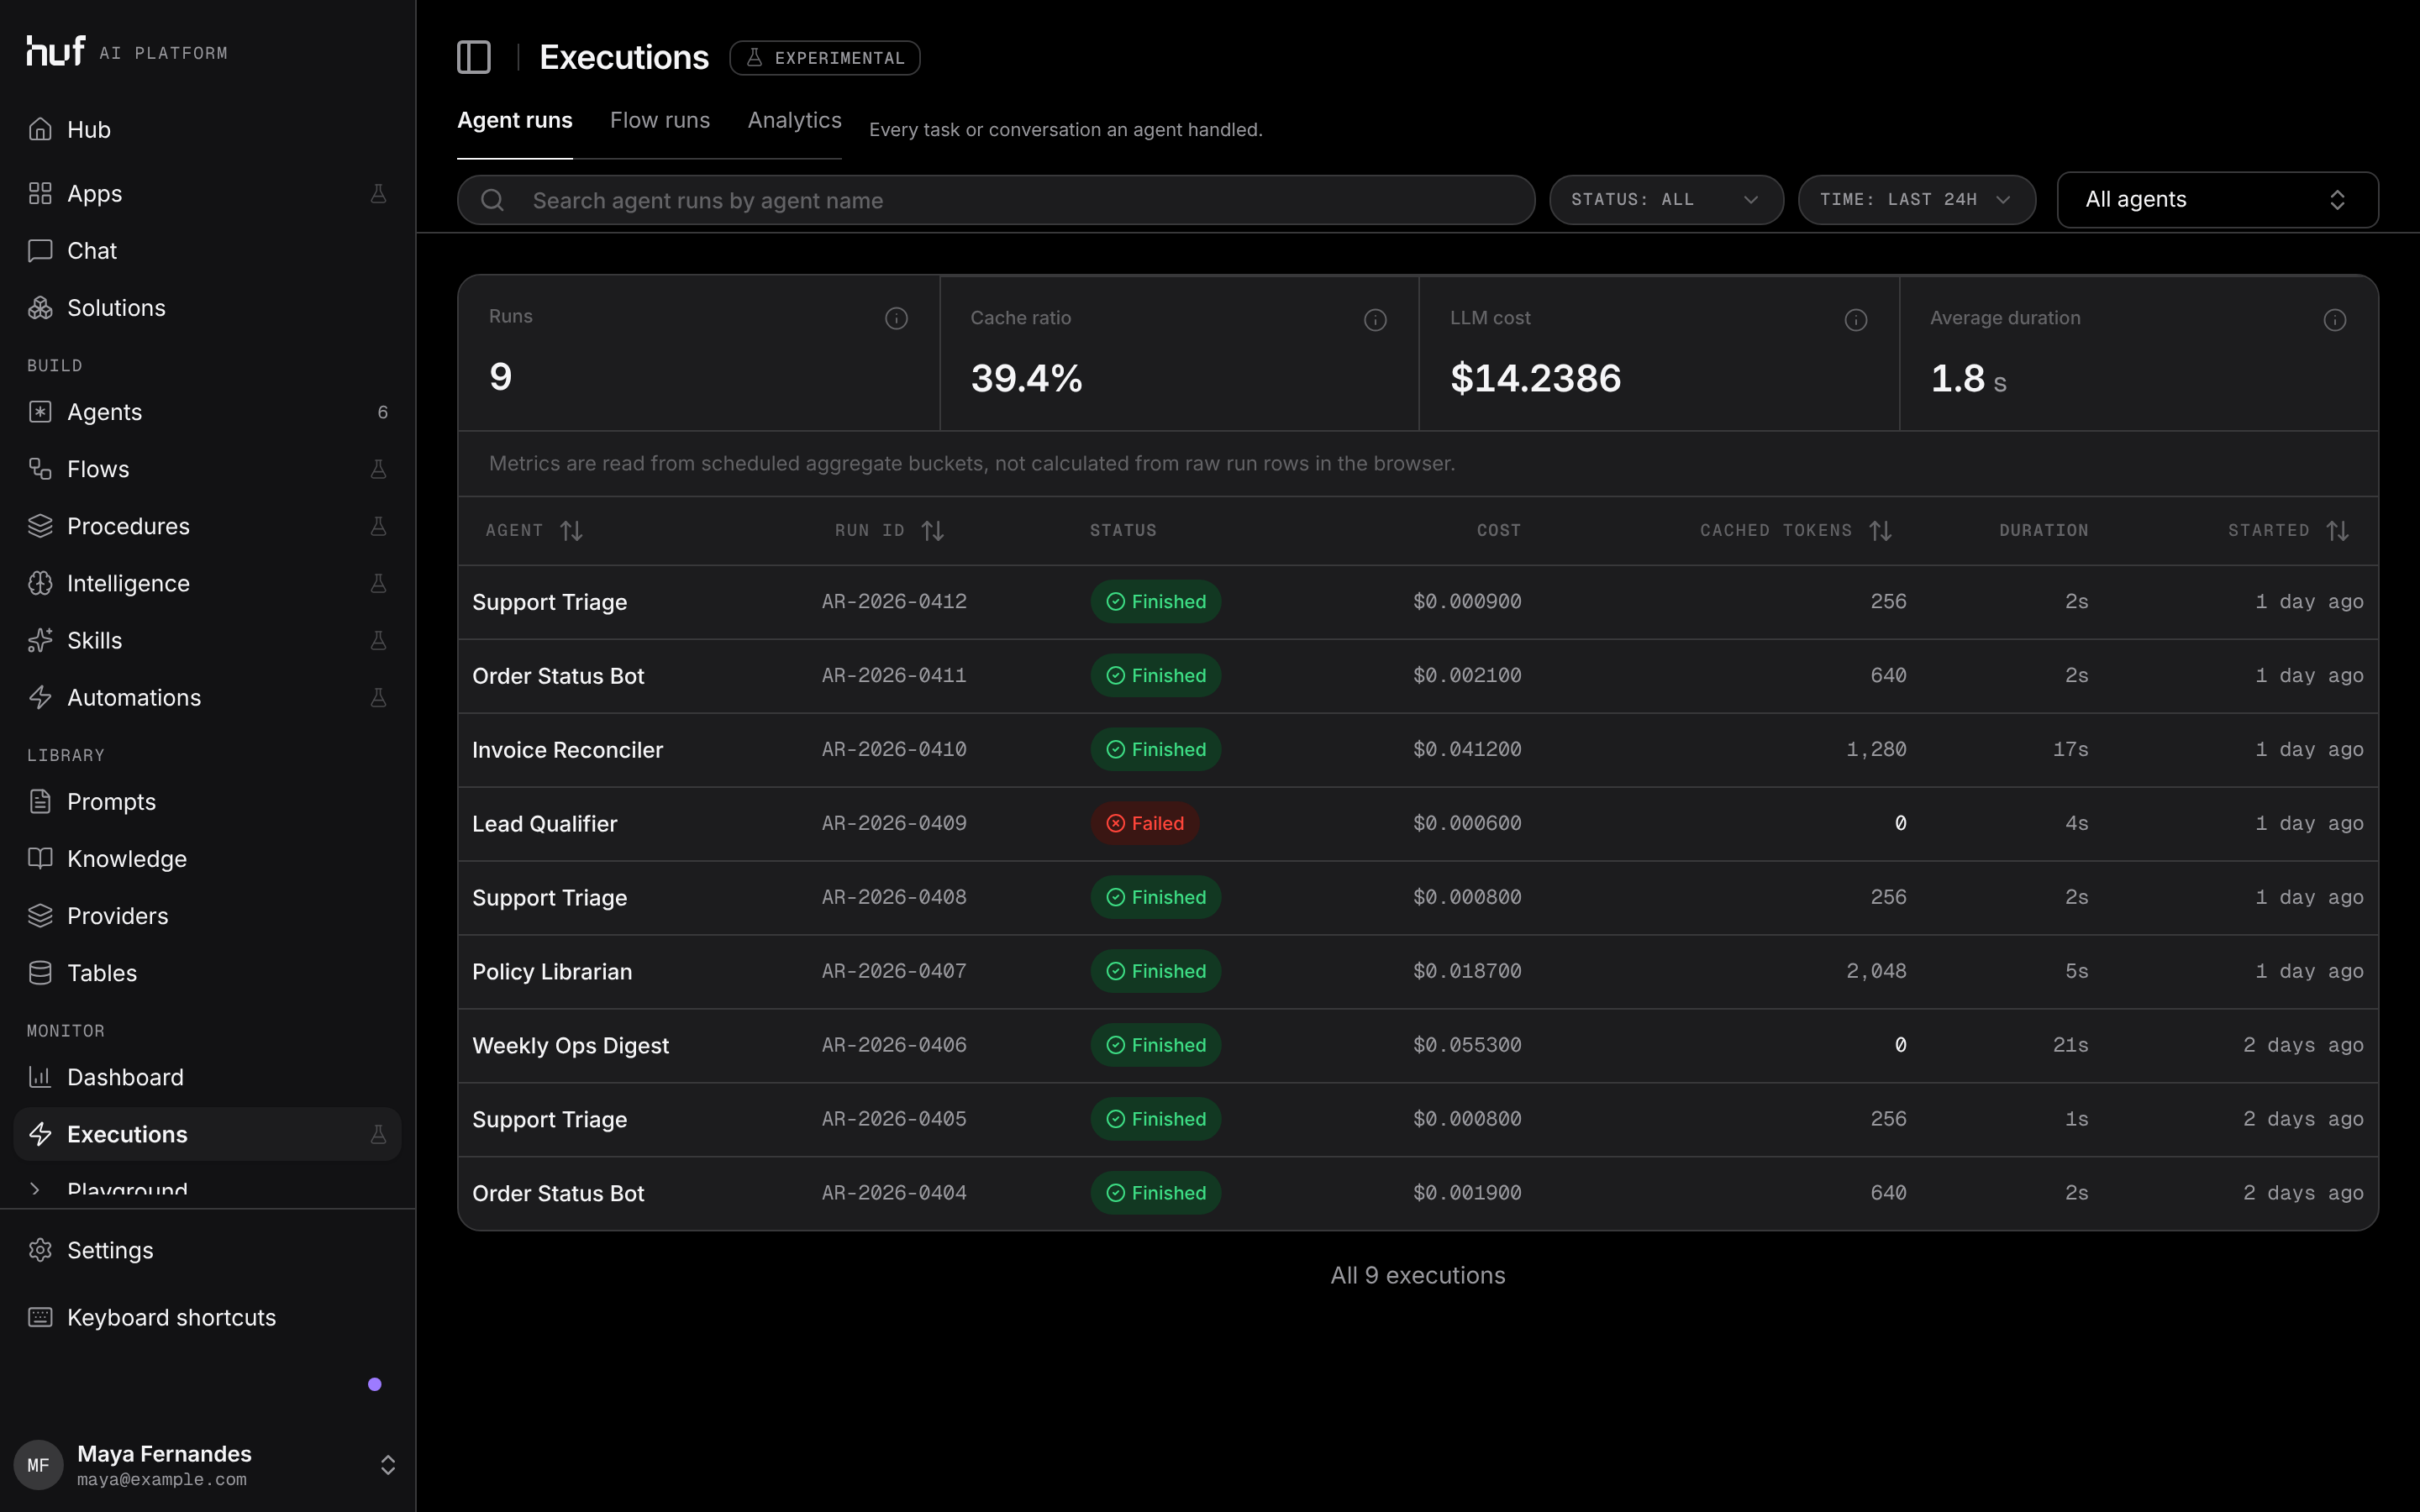 huf AI PLATFORM
Hub
Apps
Chat
Solutions
BUILD
Agents 6
Flows
Procedures
Intelligence
Skills
Automations
LIBRARY
Prompts
Knowledge
Providers
Tables
MONITOR
Dashboard
Executions
Playground
Settings
Keyboard shortcuts
MF
Maya Fernandes
maya@example.com
Executions EXPERIMENTAL
Agent runs Flow runs Analytics Every task or conversation an agent handled.
Search agent runs by agent name STATUS: ALL TIME: LAST 24H All agents
Runs Cache ratio LLM cost Average duration
9 39.4% $14.2386 1.8 s
Metrics are read from scheduled aggregate buckets, not calculated from raw run rows in the browser.
AGENT RUN ID STATUS COST CACHED TOKENS DURATION STARTED
Support Triage AR-2026-0412 Finished $0.000900 256 2s 1 day ago
Order Status Bot AR-2026-0411 Finished $0.002100 640 2s 1 day ago
Invoice Reconciler AR-2026-0410 Finished $0.041200 1,280 17s 1 day ago
Lead Qualifier AR-2026-0409 Failed $0.000600 0 4s 1 day ago
Support Triage AR-2026-0408 Finished $0.000800 256 2s 1 day ago
Policy Librarian AR-2026-0407 Finished $0.018700 2,048 5s 1 day ago
Weekly Ops Digest AR-2026-0406 Finished $0.055300 0 21s 2 days ago
Support Triage AR-2026-0405 Finished $0.000800 256 1s 2 days ago
Order Status Bot AR-2026-0404 Finished $0.001900 640 2s 2 days ago
All 9 executions